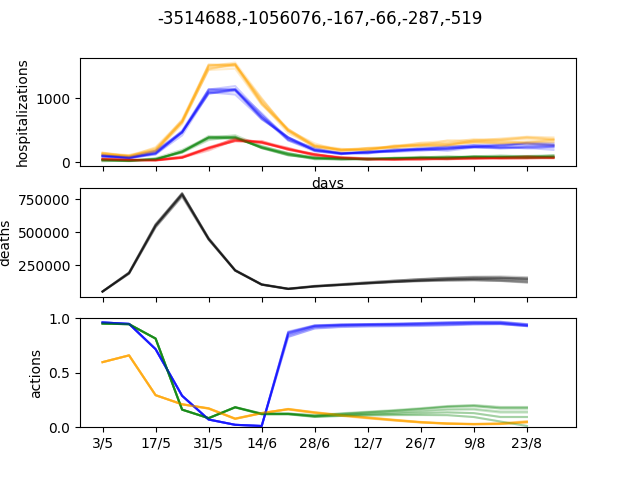 -3514688,-1056076,-167,-66,-287,-519
hospitalizations
1000
0
days
deaths
750000
500000
250000
actions
1.0
0.5
0.0
3/5 17/5 31/5 14/6 28/6 12/7 26/7 9/8 23/8